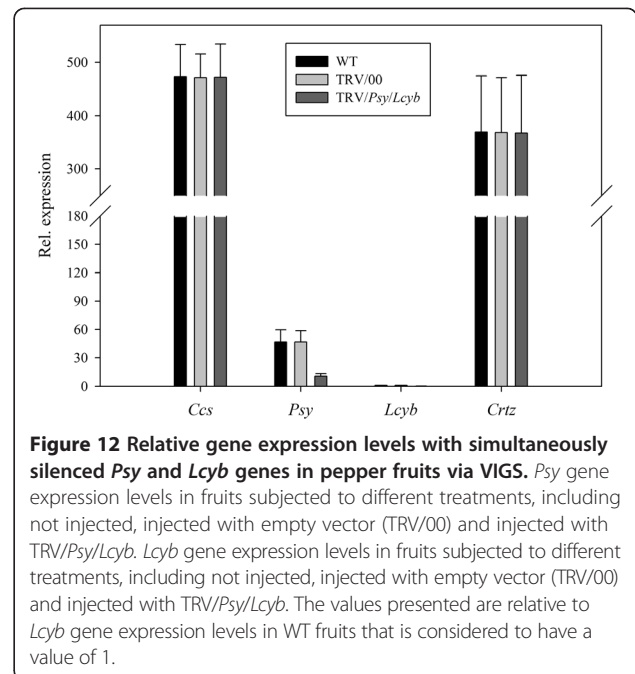 WT
TRV/00
TRV/Psy/Lcyb
500
400
300
180
150
120
90
60
30
0
Rel. expression
Ccs Psy Lcyb Crtz
Figure 12 Relative gene expression levels with simultaneously
silenced Psy and Lcyb genes in pepper fruits via VIGS. Psy gene
expression levels in fruits subjected to different treatments, including
not injected, injected with empty vector (TRV/00) and injected with
TRV/Psy/Lcyb. Lcyb gene expression levels in fruits subjected to different
treatments, including not injected, injected with empty vector (TRV/00)
and injected with TRV/Psy/Lcyb. The values presented are relative to
Lcyb gene expression levels in WT fruits that is considered to have a
value of 1.